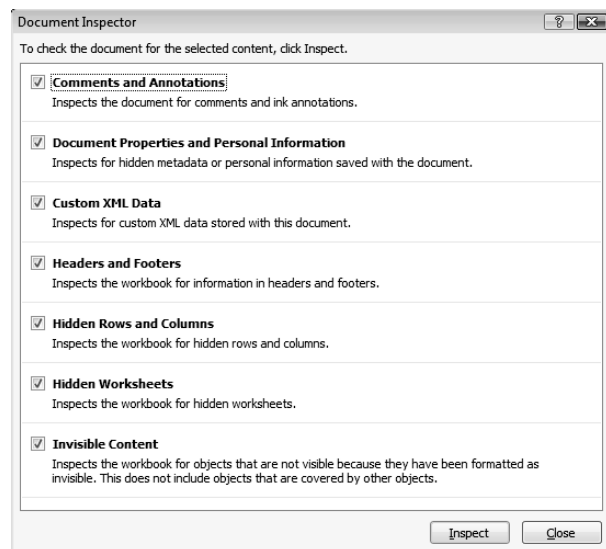 Document Inspector
To check the document for the selected content, click Inspect.
Comments and Annotations
Inspects the document for comments and ink annotations.
Document Properties and Personal Information
Inspects for hidden metadata or personal information saved with the document.
Custom XML Data
Inspects for custom XML data stored with this document.
Headers and Footers
Inspects the workbook for information in headers and footers.
Hidden Rows and Columns
Inspects the workbook for hidden rows and columns.
Hidden Worksheets
Inspects the workbook for hidden worksheets.
Invisible Content
Inspects the workbook for objects that are not visible because they have been formatted as
invisible. This does not include objects that are covered by other objects.
Inspect Close